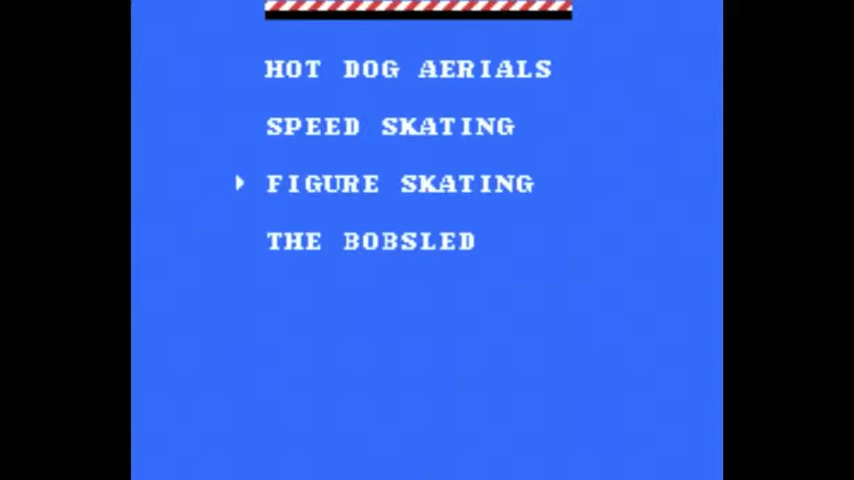 HOT DOG AERIALS
SPEED SKATING
FIGURE SKATING
THE BOBSLED